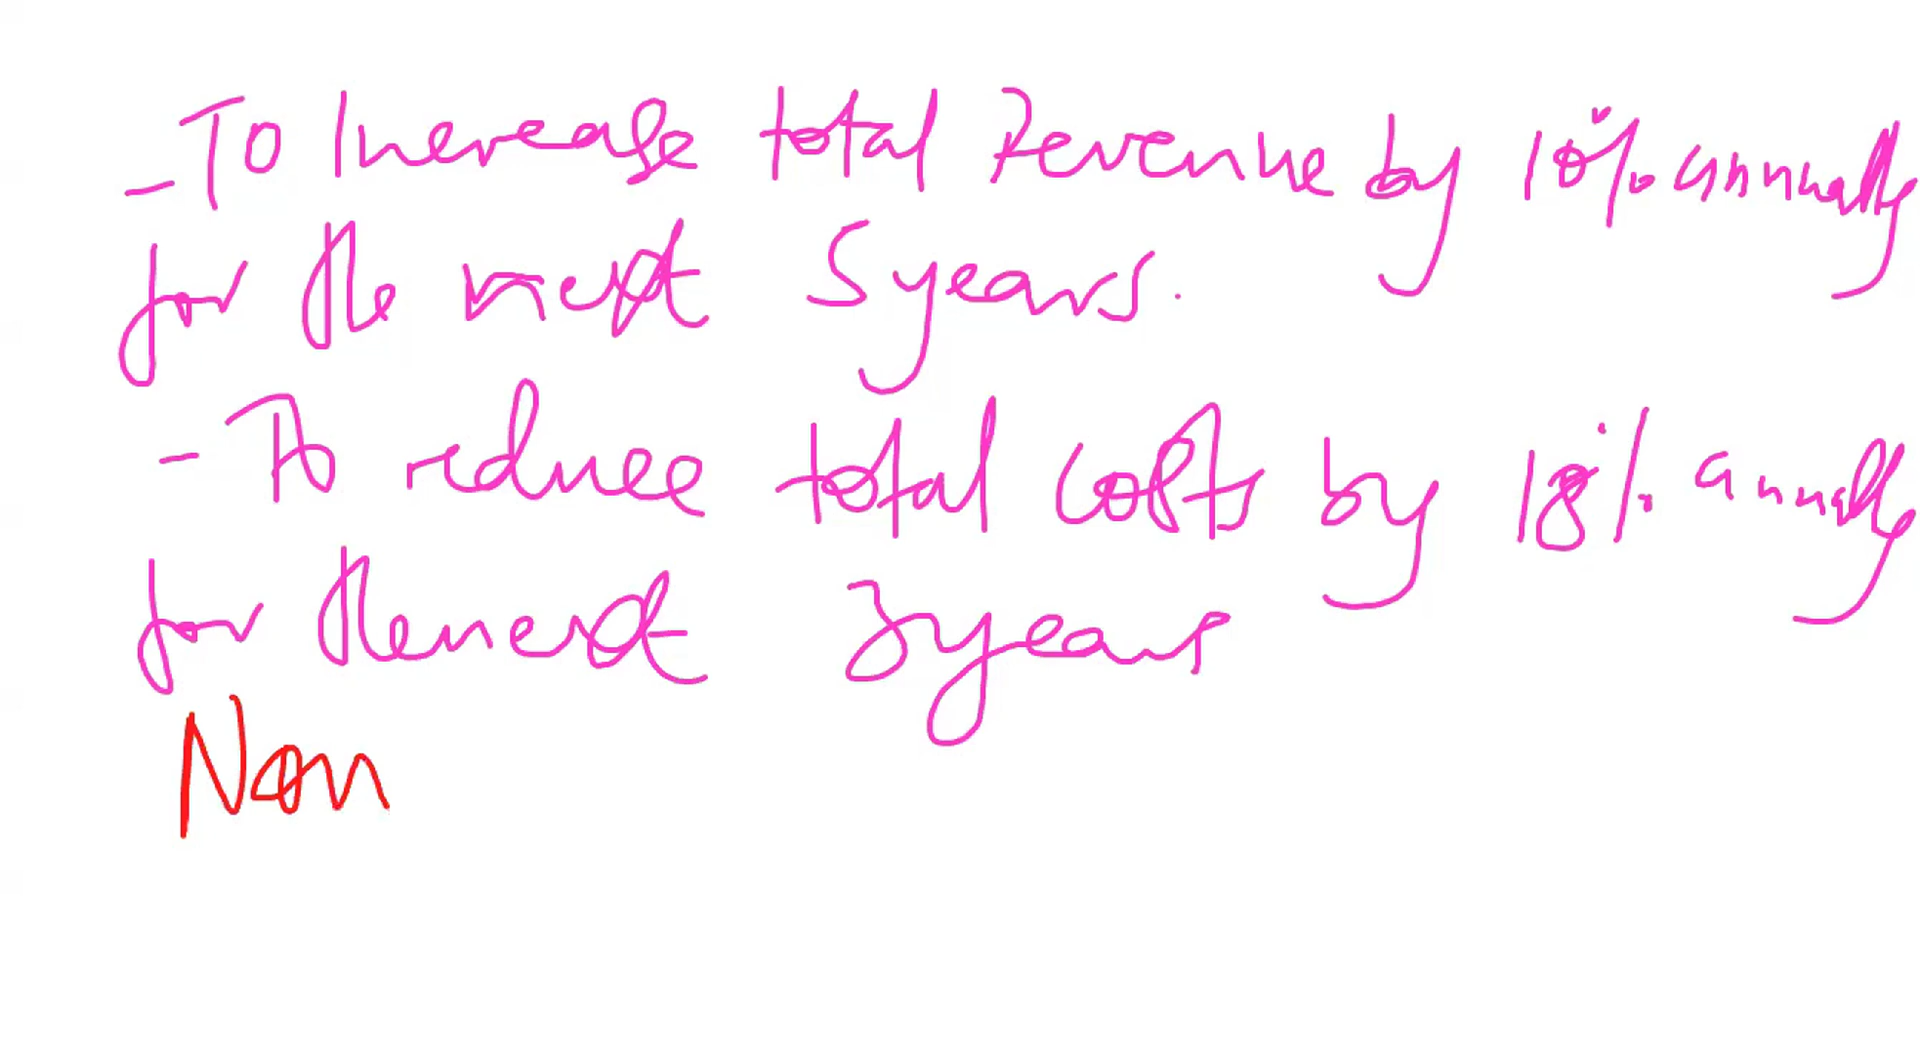 - To Increase total Revenue by 10% annually
for the next 5 years.
- To reduce total costs by 18% annually
for the next 3 years
Non